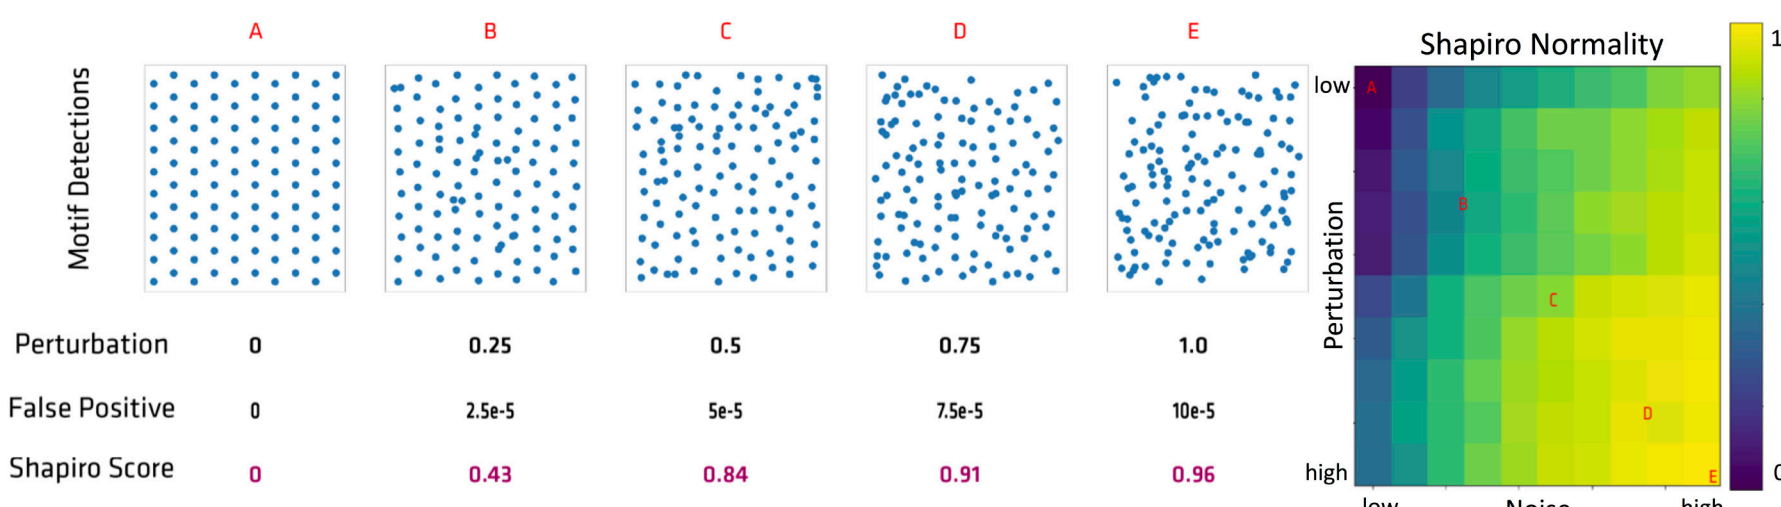 A B C D E
Motif Detections
Perturbation 0 0.25 0.5 0.75 1.0
False Positive 0 2.5e-5 5e-5 7.5e-5 10e-5
Shapiro Score 0 0.43 0.84 0.91 0.96
Shapiro Normality
1
low
A
B
Perturbation
C
D
high
E
0
low Noise high